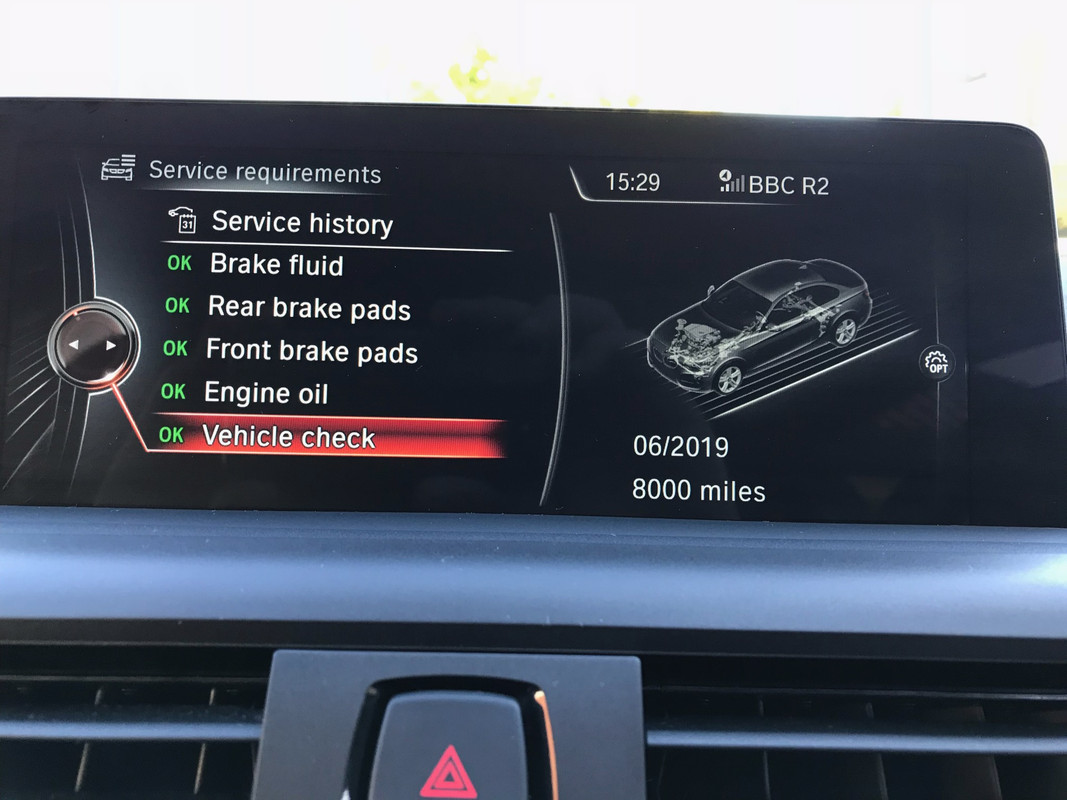 Service requirements
15:29
BBC R2
31 Service history
OK Brake fluid
OK Rear brake pads
OK Front brake pads
OK Engine oil
OK Vehicle check
OPT
06/2019
8000 miles